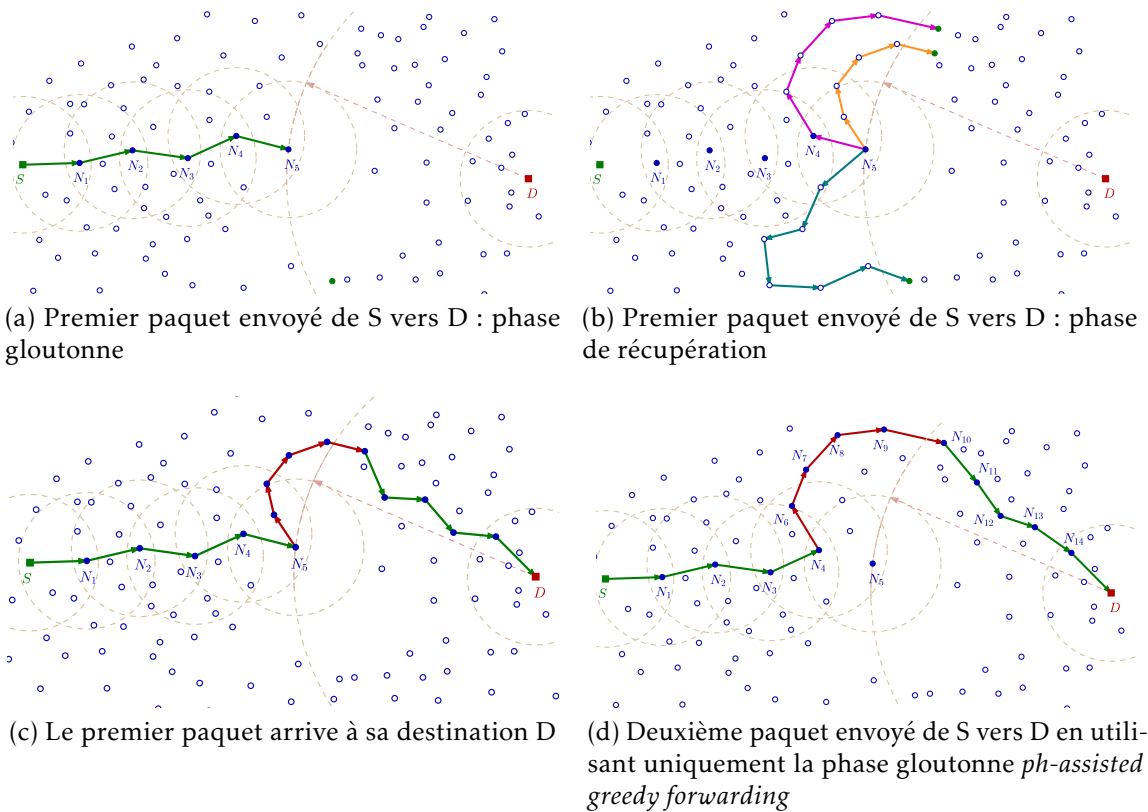 S
N1
N2
N3
N4
N5
D
S
N1
N2
N3
N4
N5
D
(a) Premier paquet envoyé de S vers D : phase
gloutonne
(b) Premier paquet envoyé de S vers D : phase
de récupération
S
N1
N2
N3
N4
N5
D
S
N1
N2
N3
N4
N5
N6
N7
N8
N9
N10
N11
N12
N13
N14
D
(c) Le premier paquet arrive à sa destination D
(d) Deuxième paquet envoyé de S vers D en utili-
sant uniquement la phase gloutonne ph-assisted
greedy forwarding